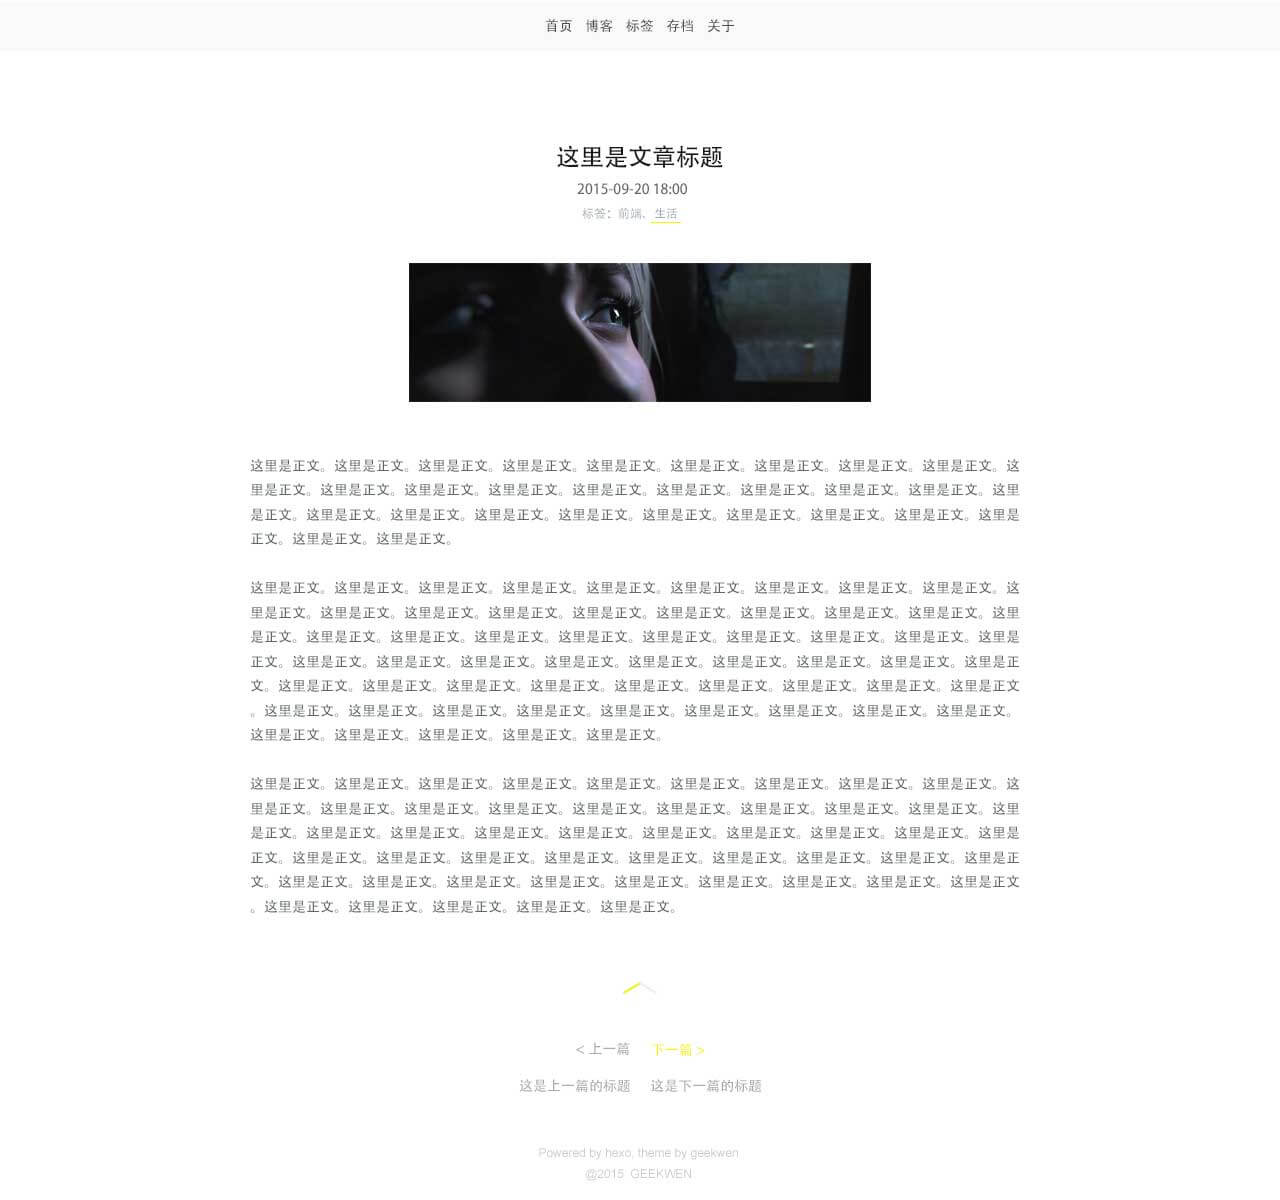 首页 博客 标签 存档 关于
这里是文章标题
2015-09-20 18:00
标签：前端、生活
这里是正文。这里是正文。这里是正文。这里是正文。这里是正文。这里是正文。这里是正文。这里是正文。这里是正文。这
里是正文。这里是正文。这里是正文。这里是正文。这里是正文。这里是正文。这里是正文。这里是正文。这里是正文。这里
是正文。这里是正文。这里是正文。这里是正文。这里是正文。这里是正文。这里是正文。这里是正文。这里是正文。这里是
正文。这里是正文。这里是正文。
这里是正文。这里是正文。这里是正文。这里是正文。这里是正文。这里是正文。这里是正文。这里是正文。这里是正文。这
里是正文。这里是正文。这里是正文。这里是正文。这里是正文。这里是正文。这里是正文。这里是正文。这里是正文。这里
是正文。这里是正文。这里是正文。这里是正文。这里是正文。这里是正文。这里是正文。这里是正文。这里是正文。这里是
正文。这里是正文。这里是正文。这里是正文。这里是正文。这里是正文。这里是正文。这里是正文。这里是正文。这里是正
文。这里是正文。这里是正文。这里是正文。这里是正文。这里是正文。这里是正文。这里是正文。这里是正文。这里是正文
。这里是正文。这里是正文。这里是正文。这里是正文。这里是正文。这里是正文。这里是正文。这里是正文。这里是正文。
这里是正文。这里是正文。这里是正文。这里是正文。这里是正文。
这里是正文。这里是正文。这里是正文。这里是正文。这里是正文。这里是正文。这里是正文。这里是正文。这里是正文。这
里是正文。这里是正文。这里是正文。这里是正文。这里是正文。这里是正文。这里是正文。这里是正文。这里是正文。这里
是正文。这里是正文。这里是正文。这里是正文。这里是正文。这里是正文。这里是正文。这里是正文。这里是正文。这里是
正文。这里是正文。这里是正文。这里是正文。这里是正文。这里是正文。这里是正文。这里是正文。这里是正文。这里是正
文。这里是正文。这里是正文。这里是正文。这里是正文。这里是正文。这里是正文。这里是正文。这里是正文。这里是正文
。这里是正文。这里是正文。这里是正文。这里是正文。这里是正文。
< 上一篇 下一篇 >
这是上一篇的标题 这是下一篇的标题
Powered by hexo, theme by geekwen
@2015 GEEKWEN